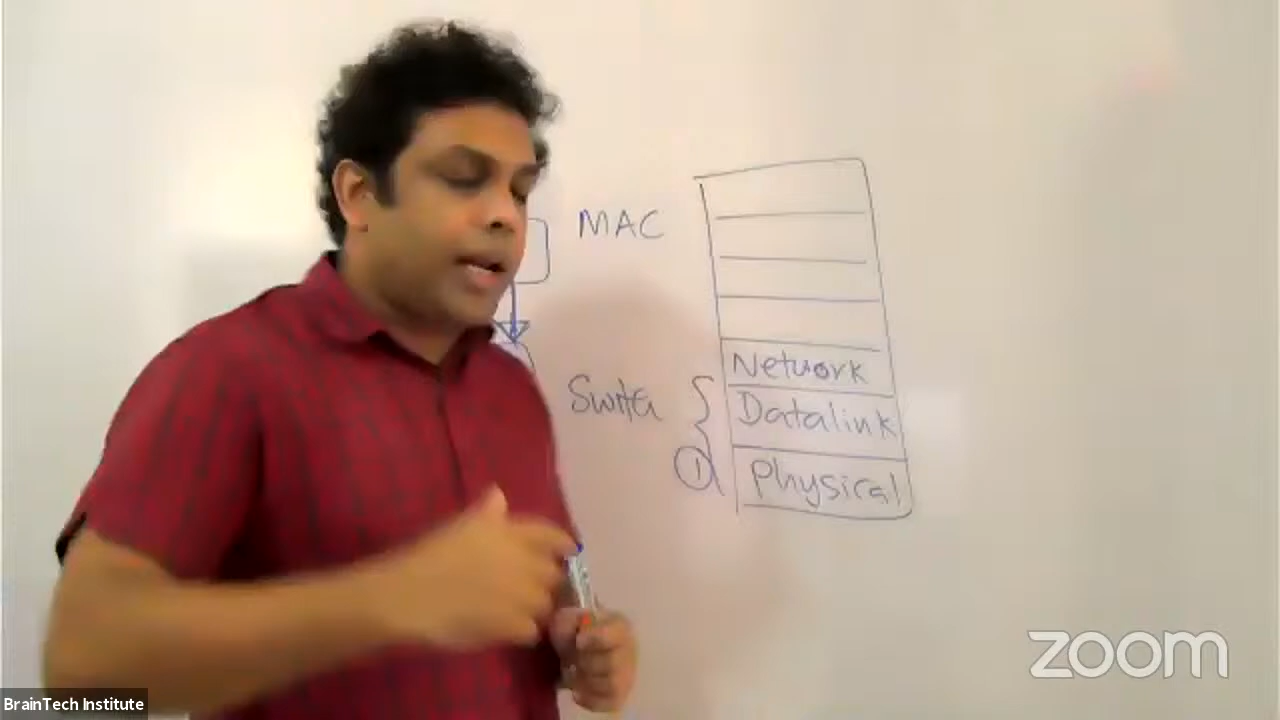 MAC
Network
Switch
Datalink
①
Physical
zoom
BrainTech Institute